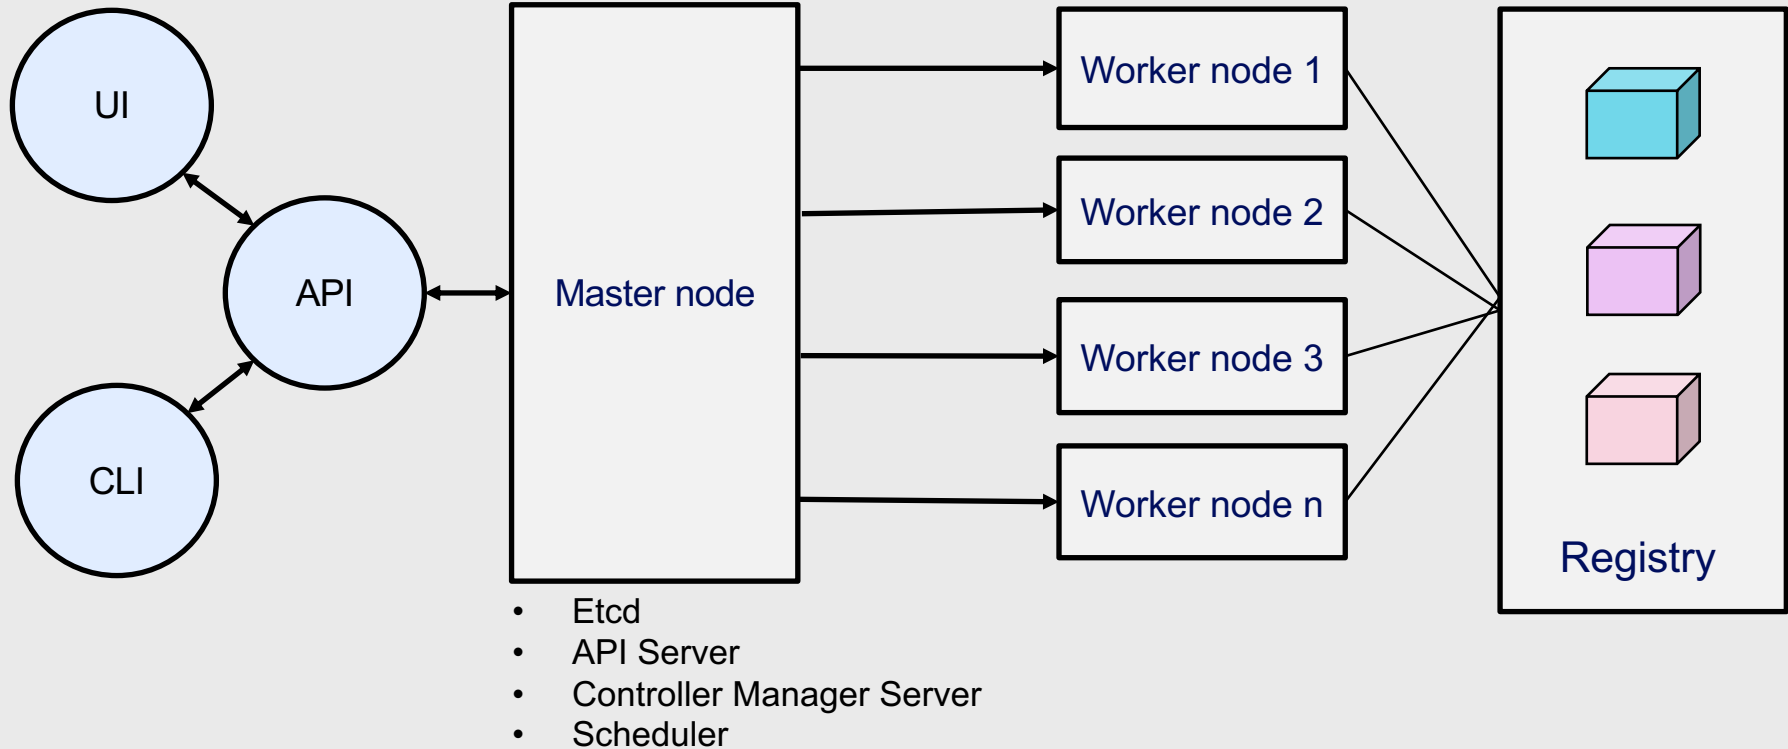 UI
API
CLI
Master node
Worker node 1
Worker node 2
Worker node 3
Worker node n
Registry
• Etcd
• API Server
• Controller Manager Server
• Scheduler